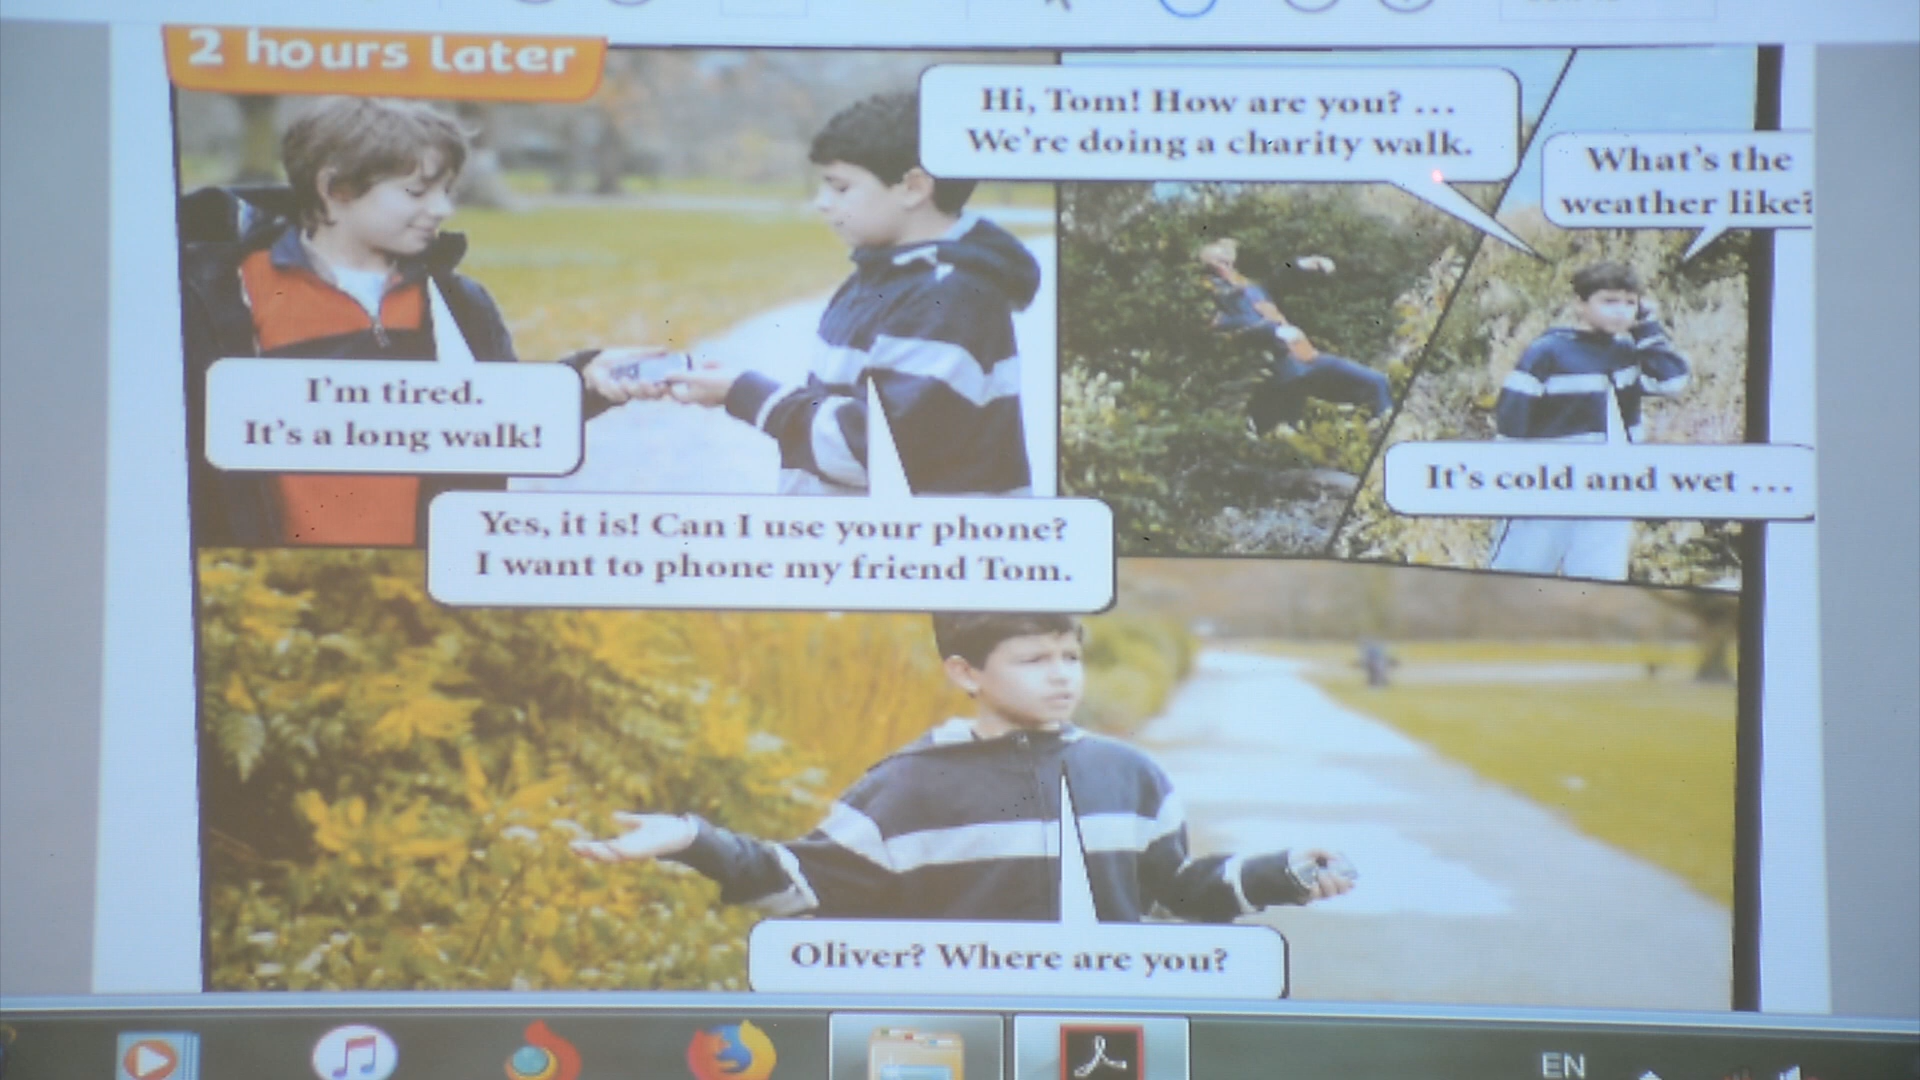 2 hours later
I'm tired.
It's a long walk!
Yes, it is! Can I use your phone?
I want to phone my friend Tom.
Hi, Tom! How are you? ...
We're doing a charity walk.
What's the
weather like?
It's cold and wet ...
Oliver? Where are you?
EN